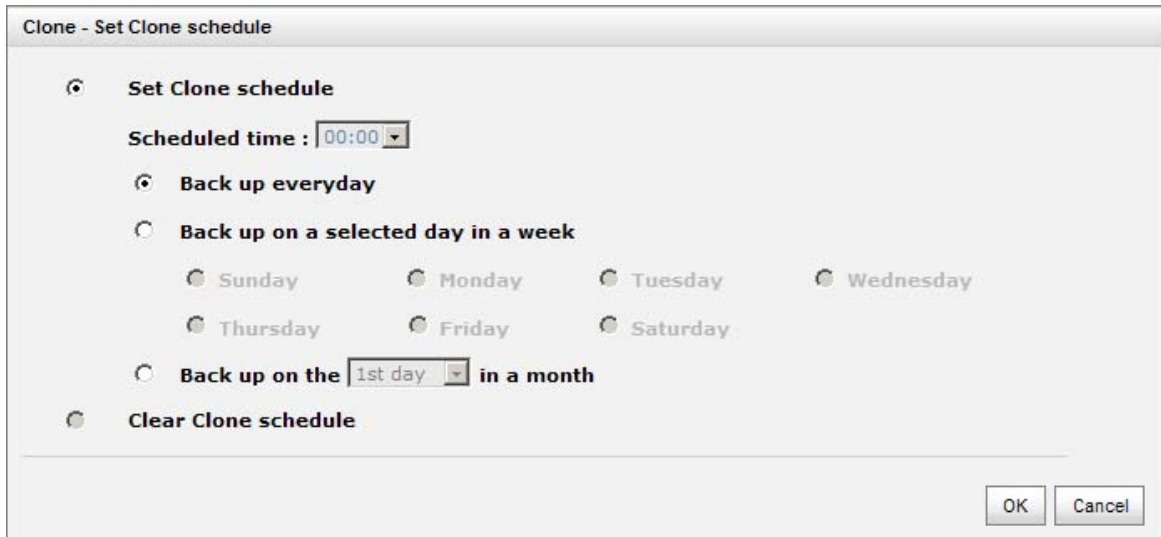 Clone - Set Clone schedule
Set Clone schedule
Scheduled time : 00:00
Back up everyday
Back up on a selected day in a week
Sunday Monday Tuesday Wednesday
Thursday Friday Saturday
Back up on the 1st day in a month
Clear Clone schedule
OK Cancel